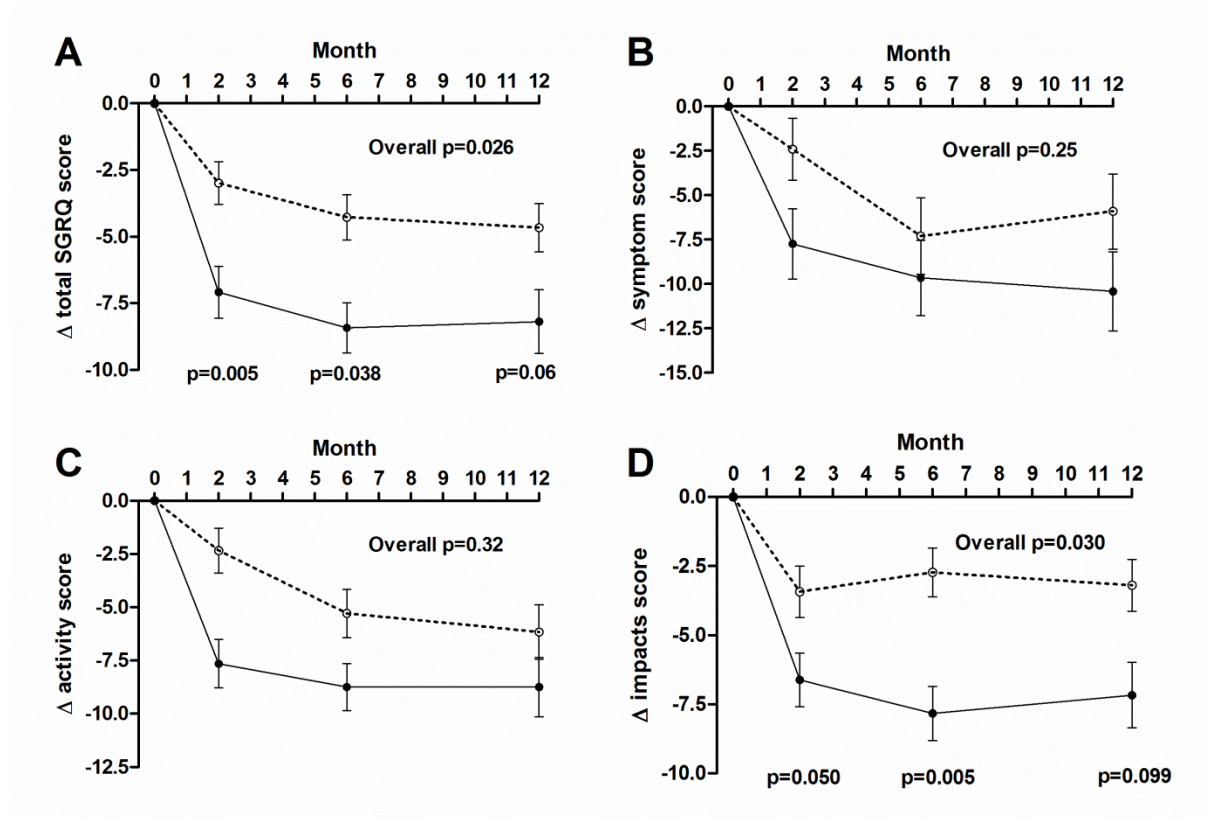 A
Month
0 1 2 3 4 5 6 7 8 9 10 11 12
0.0
-2.5
-5.0
-7.5
-10.0
Δ total SGRQ score
Overall p=0.026
p=0.005 p=0.038 p=0.06
B
Month
0 1 2 3 4 5 6 7 8 9 10 11 12
0.0
-2.5
-5.0
-7.5
-10.0
-12.5
-15.0
Δ symptom score
Overall p=0.25
C
Month
0 1 2 3 4 5 6 7 8 9 10 11 12
0.0
-2.5
-5.0
-7.5
-10.0
-12.5
Δ activity score
Overall p=0.32
D
Month
0 1 2 3 4 5 6 7 8 9 10 11 12
0.0
-2.5
-5.0
-7.5
-10.0
Δ impacts score
Overall p=0.030
p=0.050 p=0.005 p=0.099